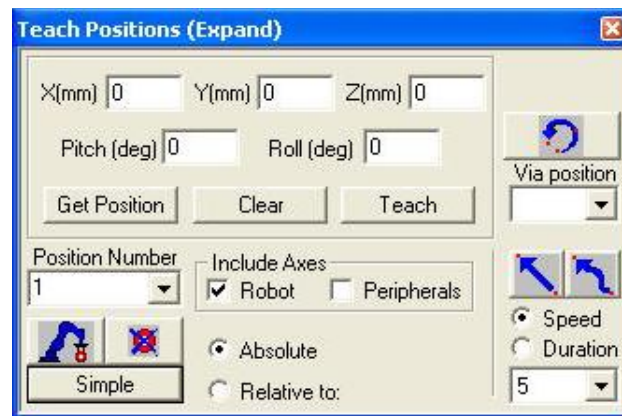 Teach Positions (Expand)
X(mm) 0 Y(mm) 0 Z(mm) 0
Pitch (deg) 0 Roll (deg) 0
Get Position Clear Teach
Via position
Position Number
1
Include Axes
Robot Peripherals
Simple
Absolute
Relative to:
Speed
Duration
5